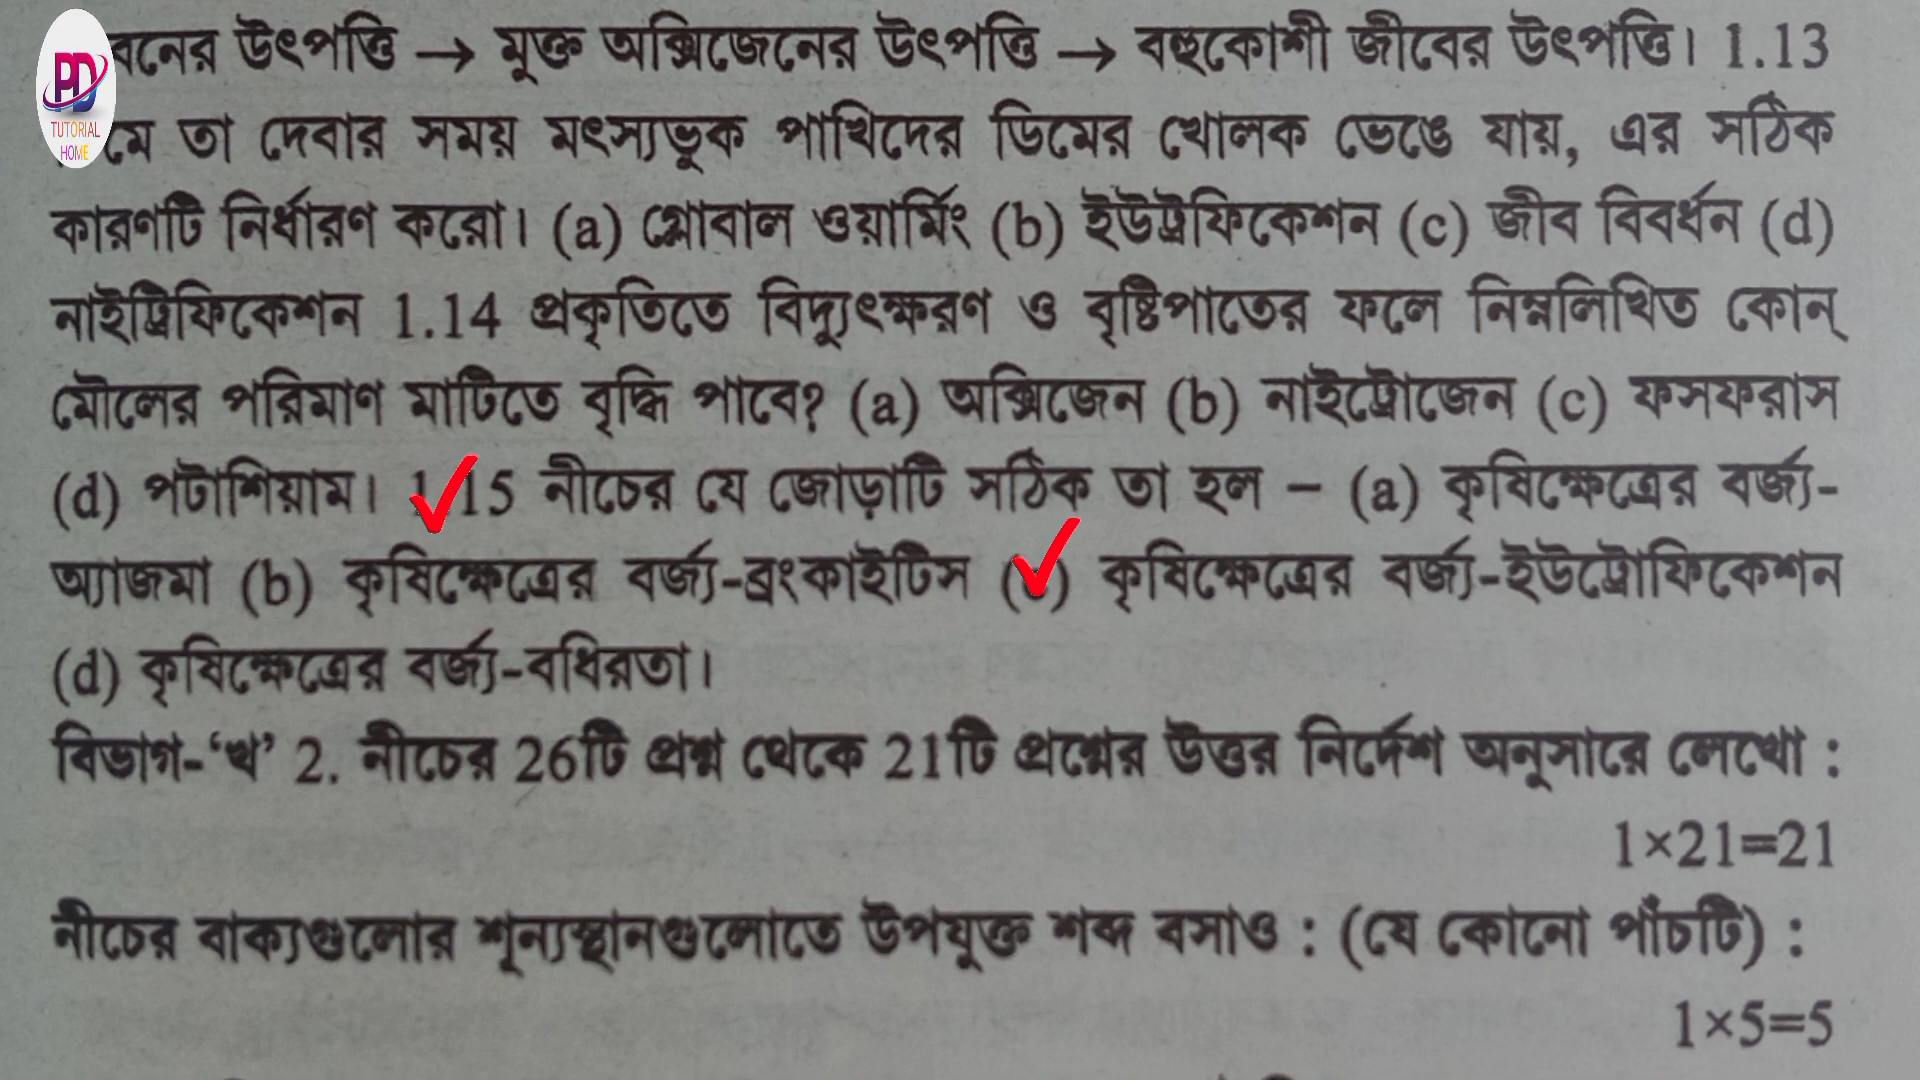 PD
TUTORIAL
HOME
বনের উৎপত্তি → মুক্ত অক্সিজেনের উৎপত্তি → বহুকোশী জীবের উৎপত্তি। 1.13
তা দেবার সময় মৎস্যভুক পাখিদের ডিমের খোলক ভেঙে যায়, এর সঠিক
কারণটি নির্ধারণ করো। (a) গ্লোবাল ওয়ার্মিং (b) ইউট্রফিকেশন (c) জীব বিবর্ধন (d)
নাইট্রিফিকেশন 1.14 প্রকৃতিতে বিদ্যুৎক্ষরণ ও বৃষ্টিপাতের ফলে নিম্নলিখিত কোন্
মৌলের পরিমাণ মাটিতে বৃদ্ধি পাবে? (a) অক্সিজেন (b) নাইট্রোজেন (c) ফসফরাস
(d) পটাশিয়াম। 1.15 নীচের যে জোড়াটি সঠিক তা হল – (a) কৃষিক্ষেত্রের বর্জ্য-
অ্যাজমা (b) কৃষিক্ষেত্রের বর্জ্য-ব্রংকাইটিস (c) কৃষিক্ষেত্রের বর্জ্য-ইউট্রোফিকেশন
(d) কৃষিক্ষেত্রের বর্জ্য-বধিরতা।
বিভাগ-‘খ’ 2. নীচের 26টি প্রশ্ন থেকে 21টি প্রশ্নের উত্তর নির্দেশ অনুসারে লেখো :
1×21=21
নীচের বাক্যগুলোর শূন্যস্থানগুলোতে উপযুক্ত শব্দ বসাও : (যে কোনো পাঁচটি) :
1×5=5